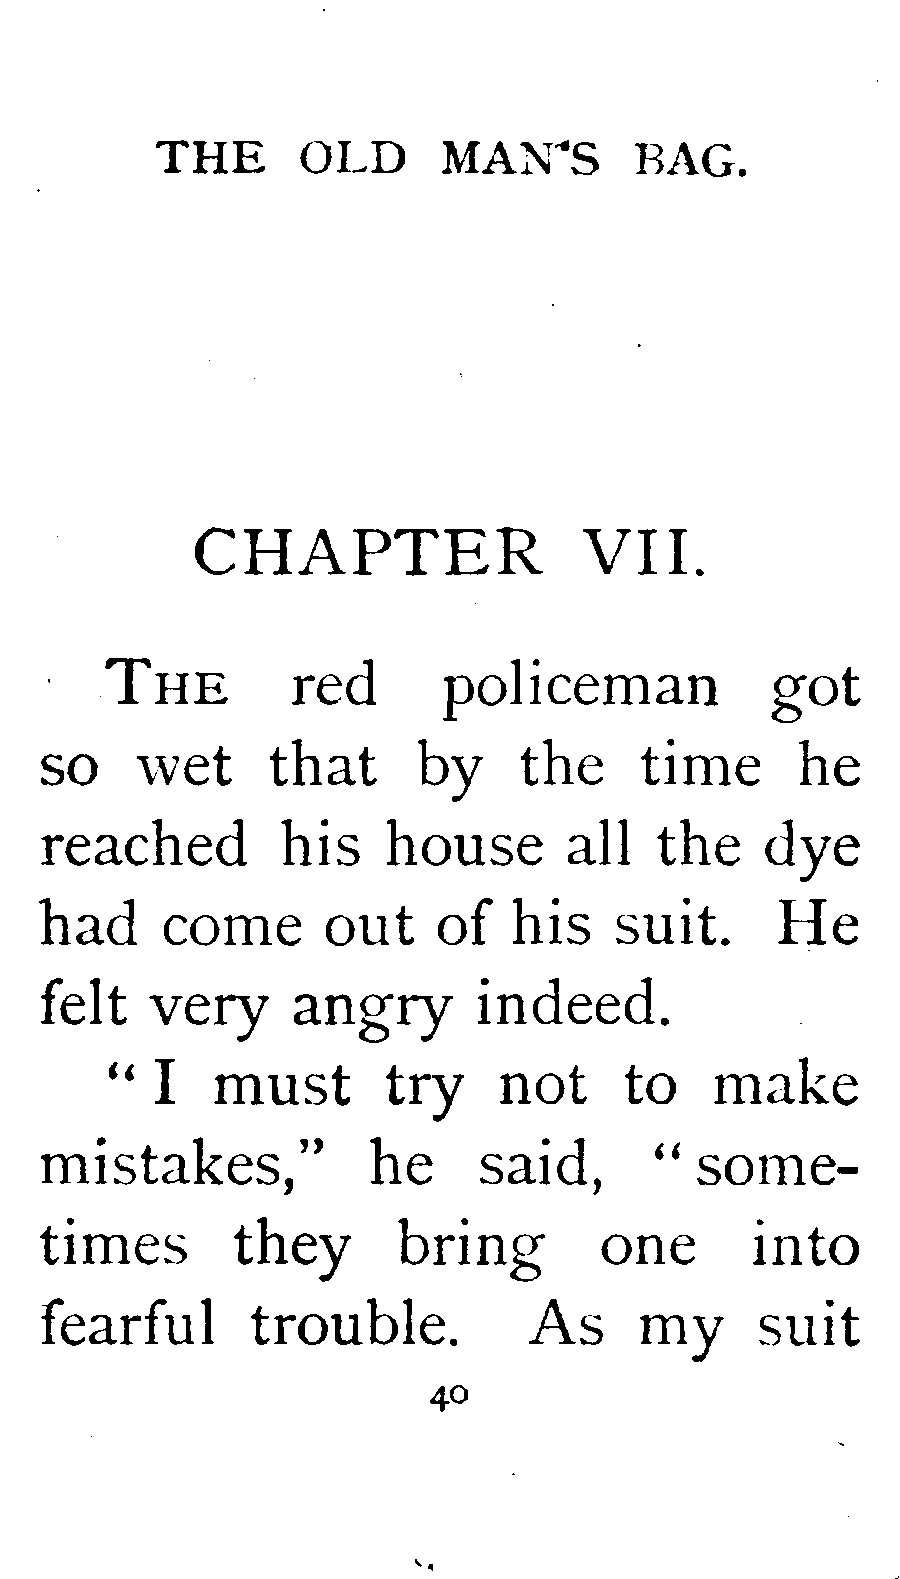 THE OLD MAN'S BAG.
CHAPTER VII.
THE red policeman got
so wet that by the time he
reached his house all the dye
had come out of his suit. He
felt very angry indeed.
"I must try not to make
mistakes," he said, "some-
times they bring one into
fearful trouble. As my suit
40